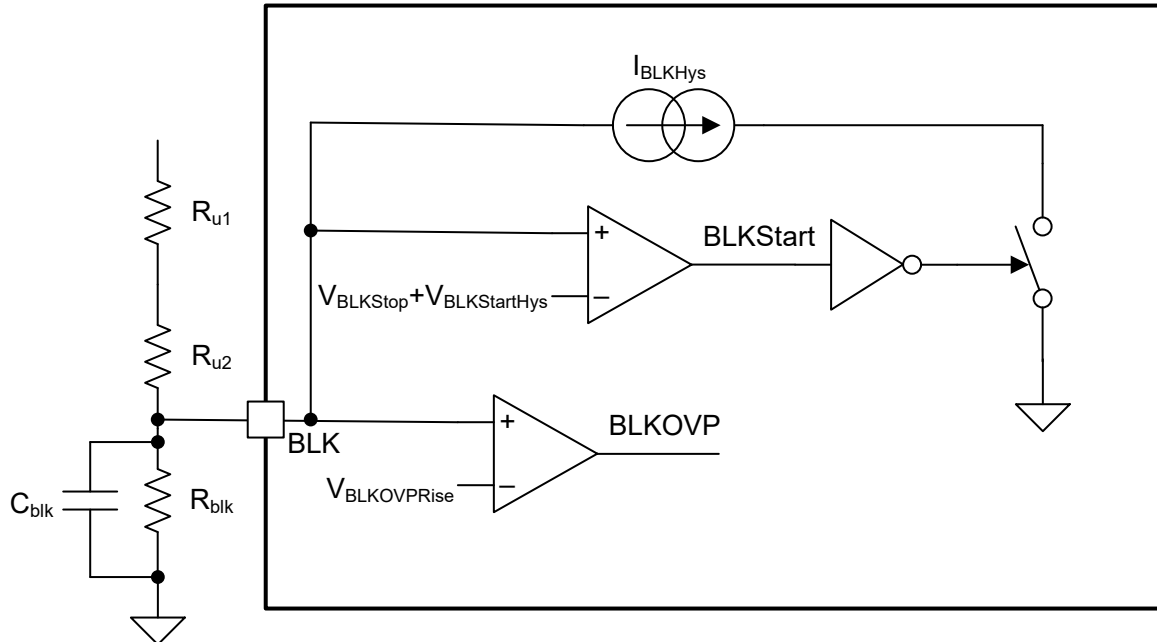 I_BLKHys
R_u1
BLKStart
V_BLKStop+V_BLKStartHys
+
−
R_u2
BLK
BLKOVP
+
−
V_BLKOVPRise
C_blk
R_blk